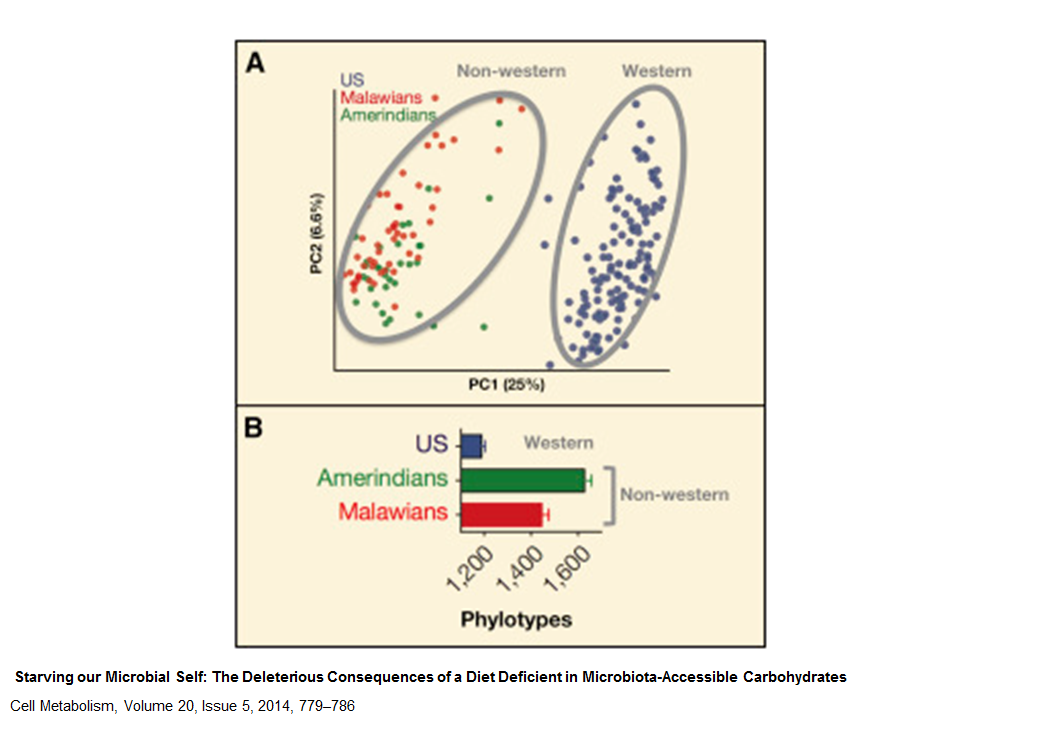 A
Non-western
Western
US
Malawians
Amerindians
PC2 (6.6%)
PC1 (25%)
B
US
Western
Amerindians
Non-western
Malawians
1,200
1,400
1,600
Phylotypes
Starving our Microbial Self: The Deleterious Consequences of a Diet Deficient in Microbiota-Accessible Carbohydrates
Cell Metabolism, Volume 20, Issue 5, 2014, 779–786